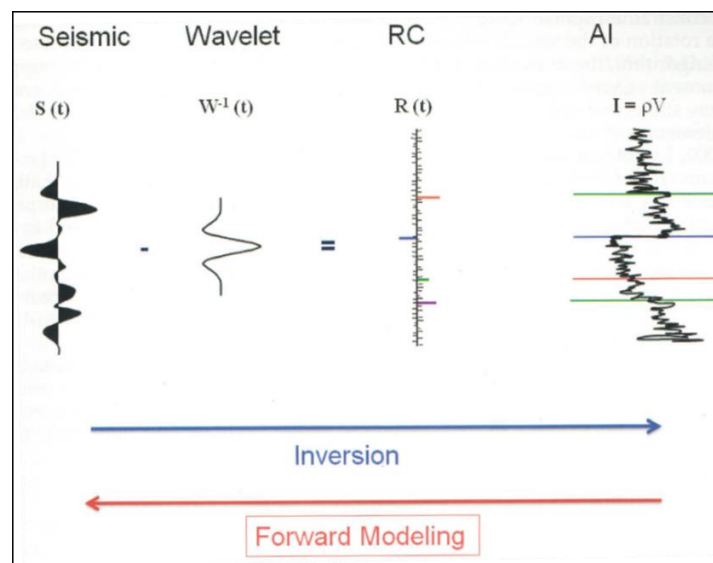 Seismic Wavelet RC AI
S (t) W⁻¹ (t) R (t) I = ρV
- =
Inversion
Forward Modeling